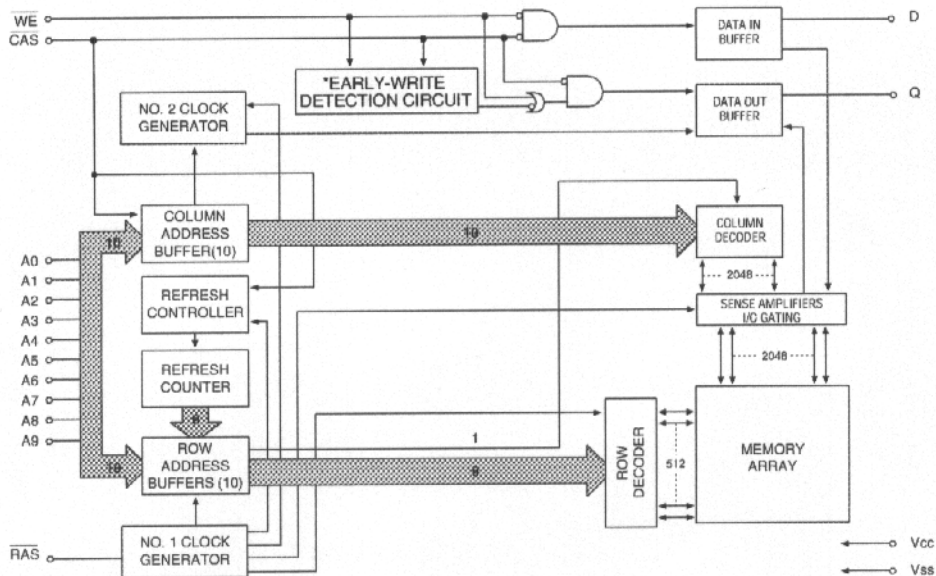 WE
CAS
*EARLY-WRITE
DETECTION CIRCUIT
DATA IN
BUFFER
D
DATA OUT
BUFFER
Q
NO. 2 CLOCK
GENERATOR
COLUMN
ADDRESS
BUFFER(10)
10
10
COLUMN
DECODER
A0
A1
A2
A3
A4
A5
A6
A7
A8
A9
REFRESH
CONTROLLER
2048
SENSE AMPLIFIERS
I/O GATING
2048
REFRESH
COUNTER
ROW
ADDRESS
BUFFERS (10)
10
1
9
ROW
DECODER
512
MEMORY
ARRAY
RAS
NO. 1 CLOCK
GENERATOR
Vcc
Vss